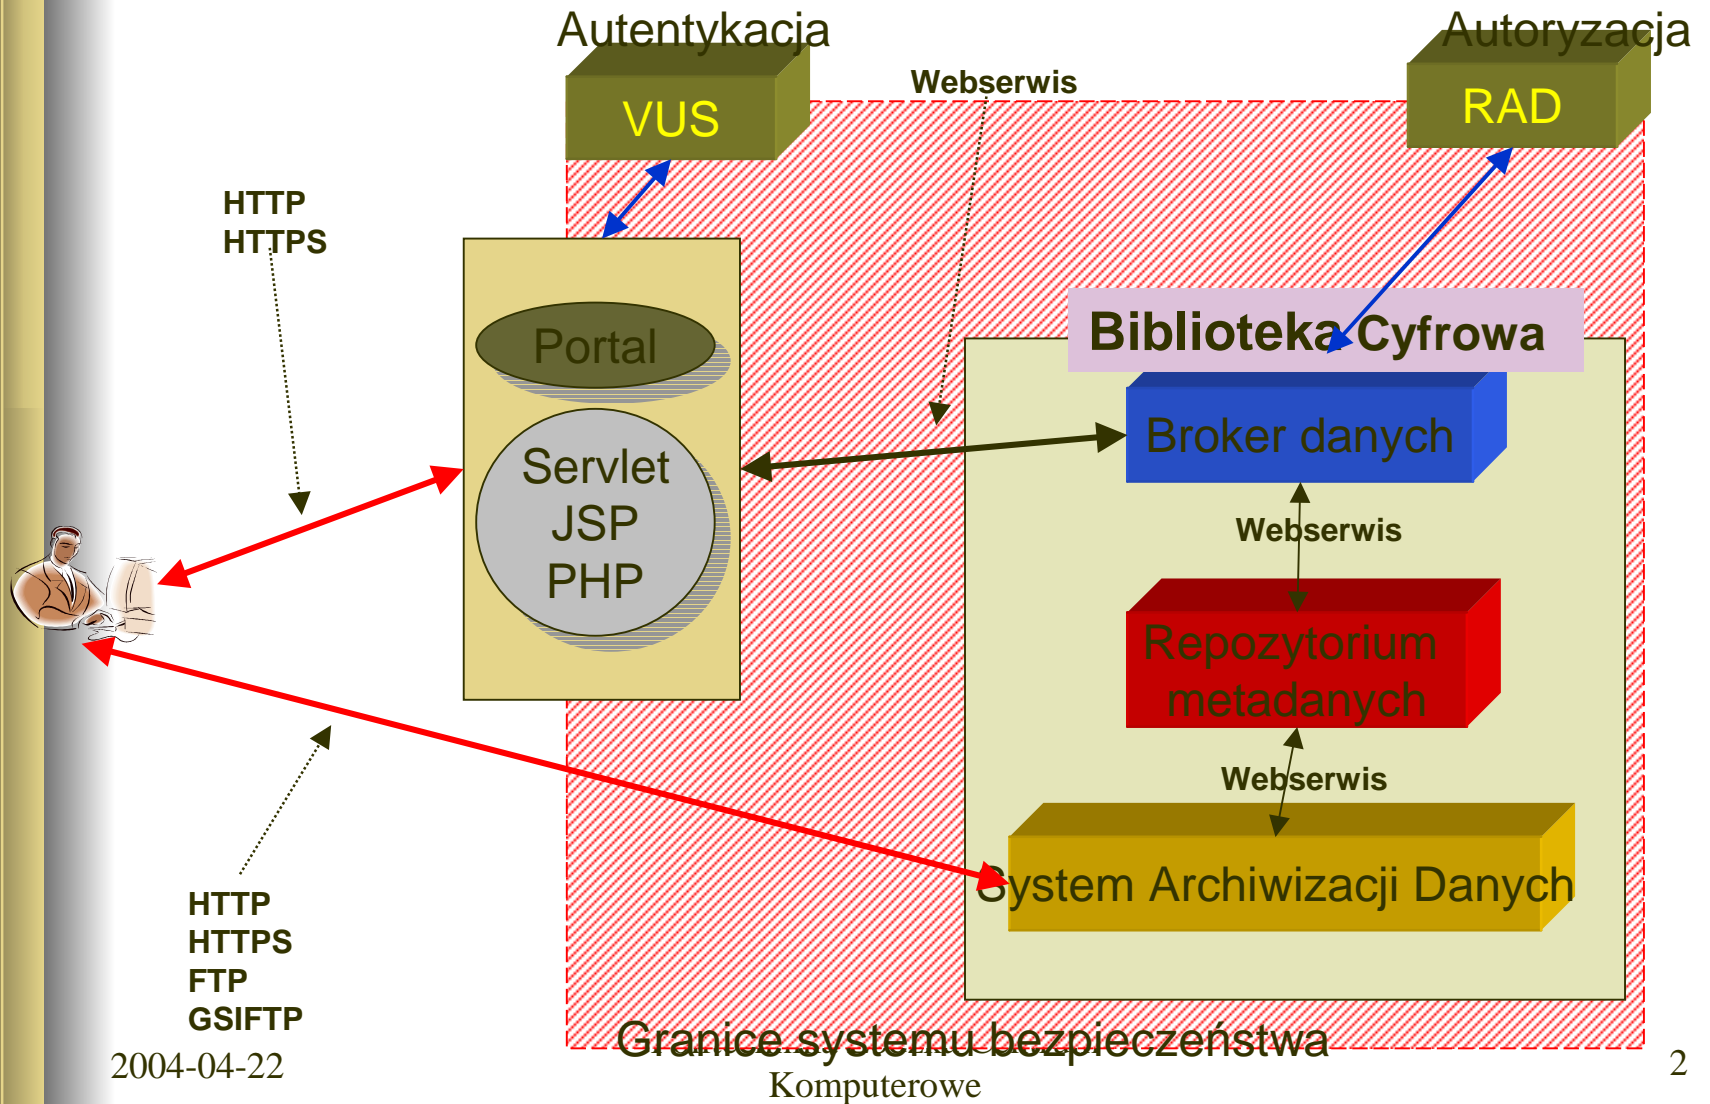 Autentykacja
Autoryzacja
VUS
Webserwis
RAD
HTTP
HTTPS
Portal
Servlet
JSP
PHP
Biblioteka Cyfrowa
Broker danych
Webserwis
Repozytorium
metadanych
Webserwis
System Archiwizacji Danych
HTTP
HTTPS
FTP
GSIFTP
Granice systemu bezpieczeństwa
2004-04-22
Komputerowe
2